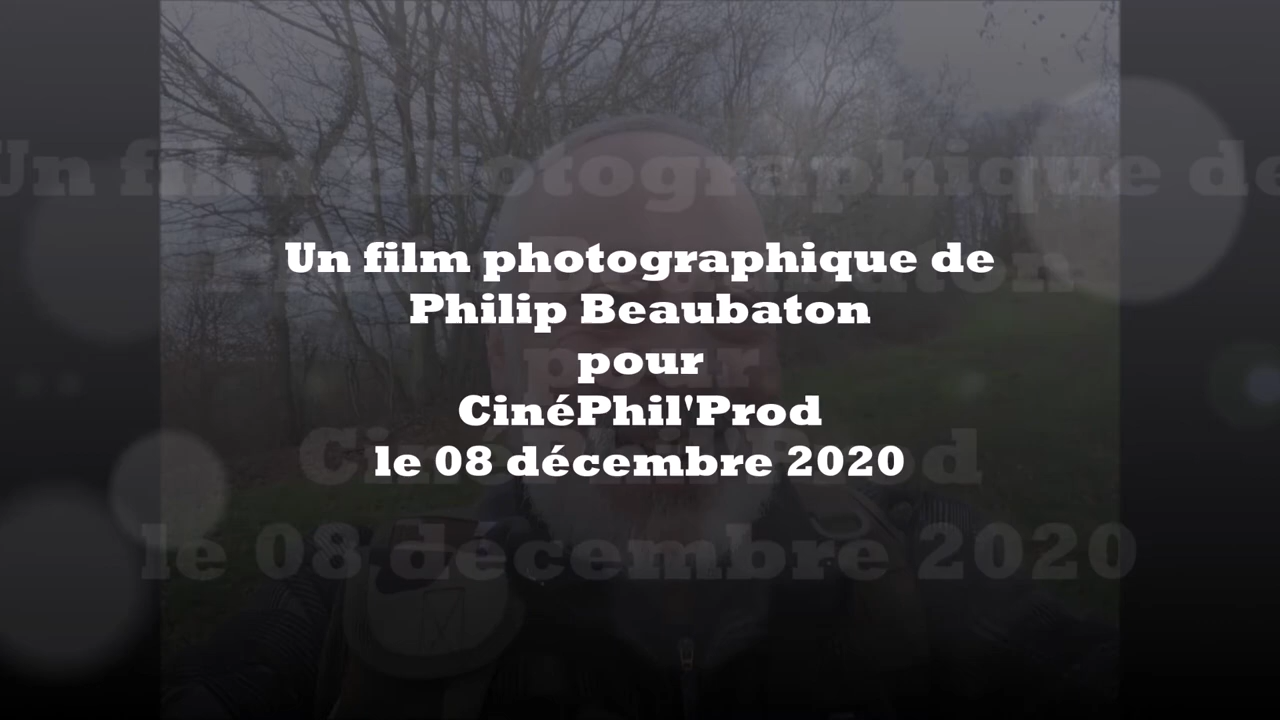 Un film photographique de
Philip Beaubaton
pour
CinéPhil'Prod
le 08 décembre 2020